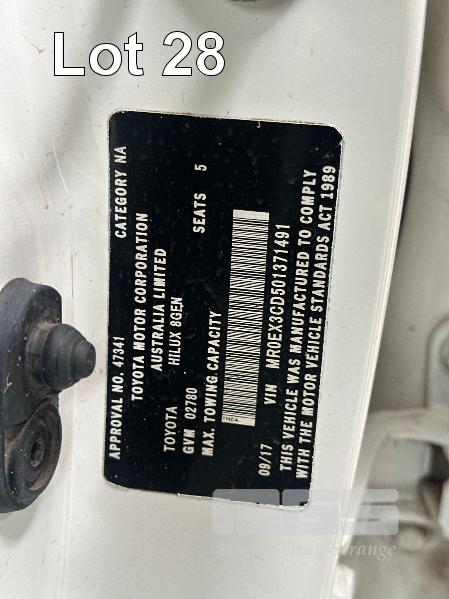 Lot 28
APPROVAL NO. 47341 CATEGORY NA
TOYOTA MOTOR CORPORATION
AUSTRALIA LIMITED
TOYOTA HILUX 8GEN
GVM 02780 SEATS 5
MAX. TOWING CAPACITY
TMCA
09/17 VIN MR0EX3CD501371491
THIS VEHICLE WAS MANUFACTURED TO COMPLY
WITH THE MOTOR VEHICLE STANDARDS ACT 1989